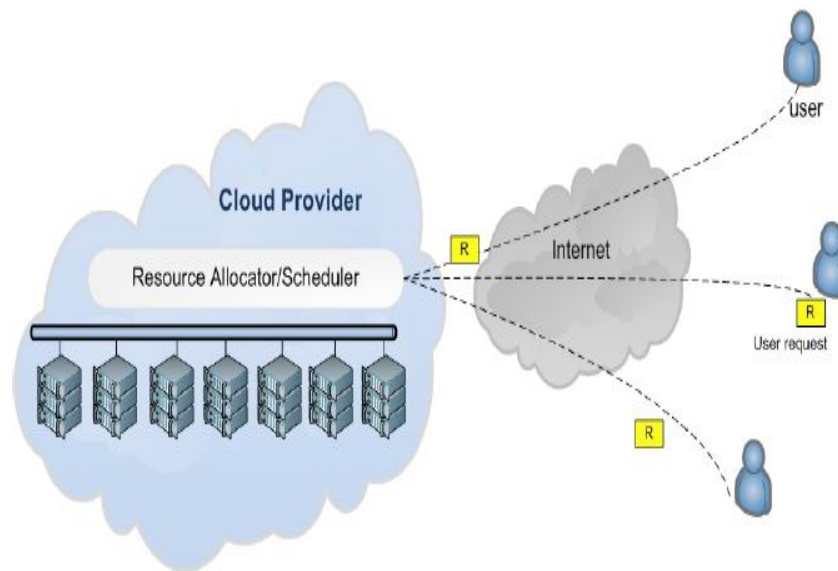 user
Cloud Provider
R
Internet
Resource Allocator/Scheduler
R
User request
R